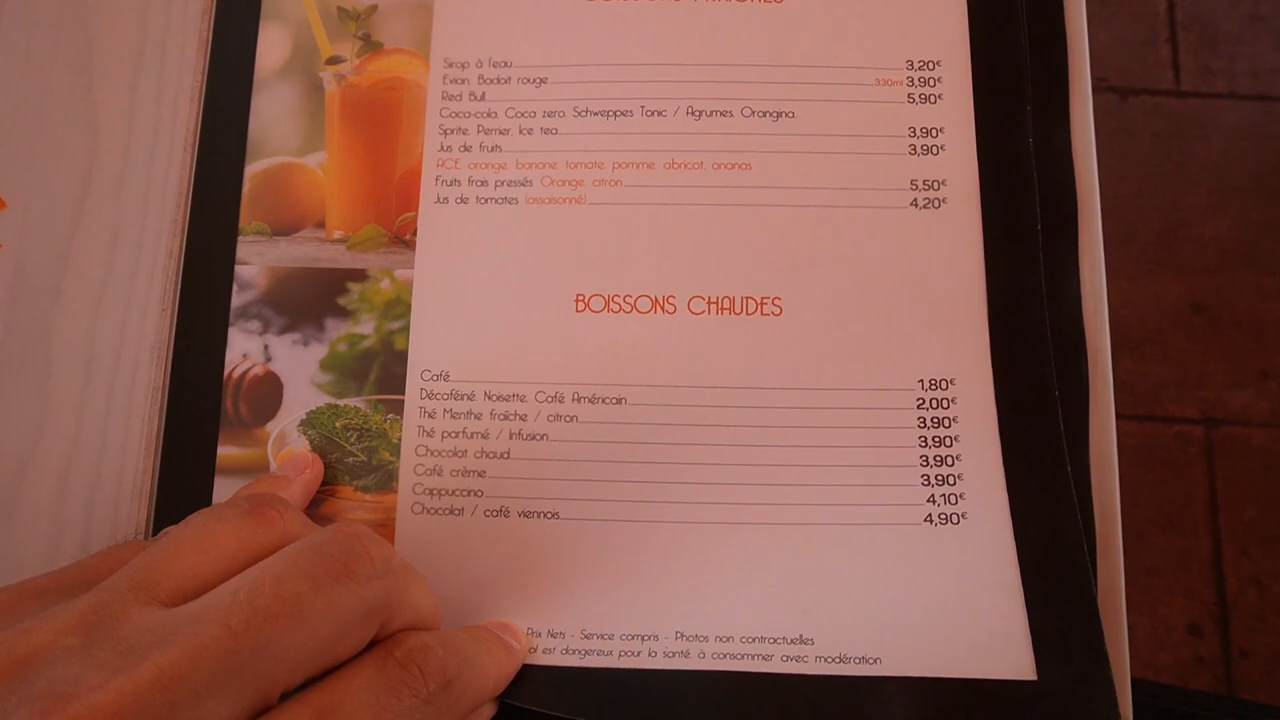 BOISSONS FRAICHES
Sirop à l'eau 3,20€
Evian, Badoit rouge 330ml 3,90€
Red Bull 5,90€
Coca-cola, Coca zero, Schweppes Tonic / Agrumes, Orangina,
Sprite, Perrier, Ice tea 3,90€
Jus de fruits 3,90€
ACE, orange, banane, tomate, pomme, abricot, ananas
Fruits frais pressés Orange, citron 5,50€
Jus de tomates (assaisonné) 4,20€
BOISSONS CHAUDES
Café 1,80€
Décaféiné, Noisette, Café Américain 2,00€
Thé Menthe fraîche / citron 3,90€
Thé parfumé / Infusion 3,90€
Chocolat chaud 3,90€
Café crème 3,90€
Cappuccino 4,10€
Chocolat / café viennois 4,90€
Prix Nets - Service compris - Photos non contractuelles
est dangereux pour la santé, à consommer avec modération